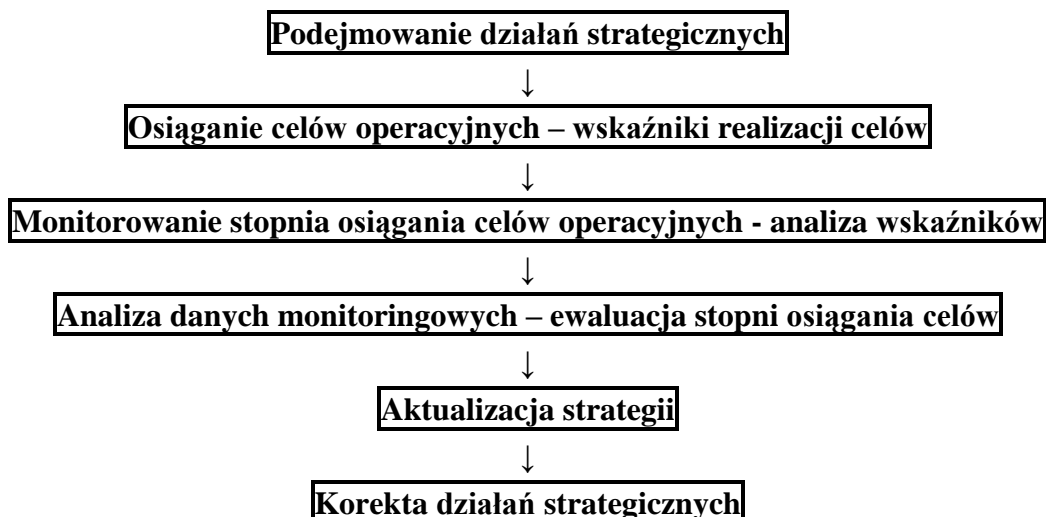 Podejmowanie działań strategicznych
↓
Osiąganie celów operacyjnych – wskaźniki realizacji celów
↓
Monitorowanie stopnia osiągania celów operacyjnych - analiza wskaźników
↓
Analiza danych monitoringowych – ewaluacja stopni osiągania celów
↓
Aktualizacja strategii
↓
Korekta działań strategicznych